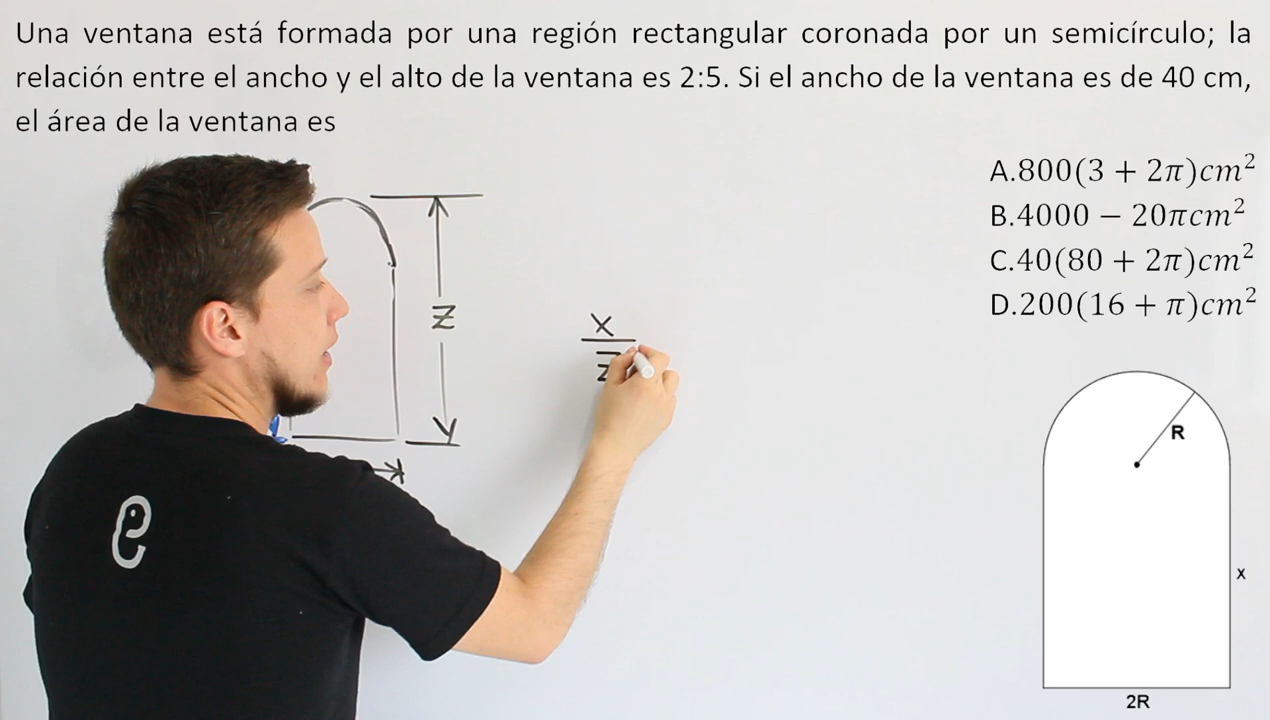 Una ventana está formada por una región rectangular coronada por un semicírculo; la
relación entre el ancho y el alto de la ventana es 2:5. Si el ancho de la ventana es de 40 cm,
el área de la ventana es
A.800(3 + 2π)cm²
B.4000 − 20πcm²
C.40(80 + 2π)cm²
D.200(16 + π)cm²
z
x
z
e
R
x
2R